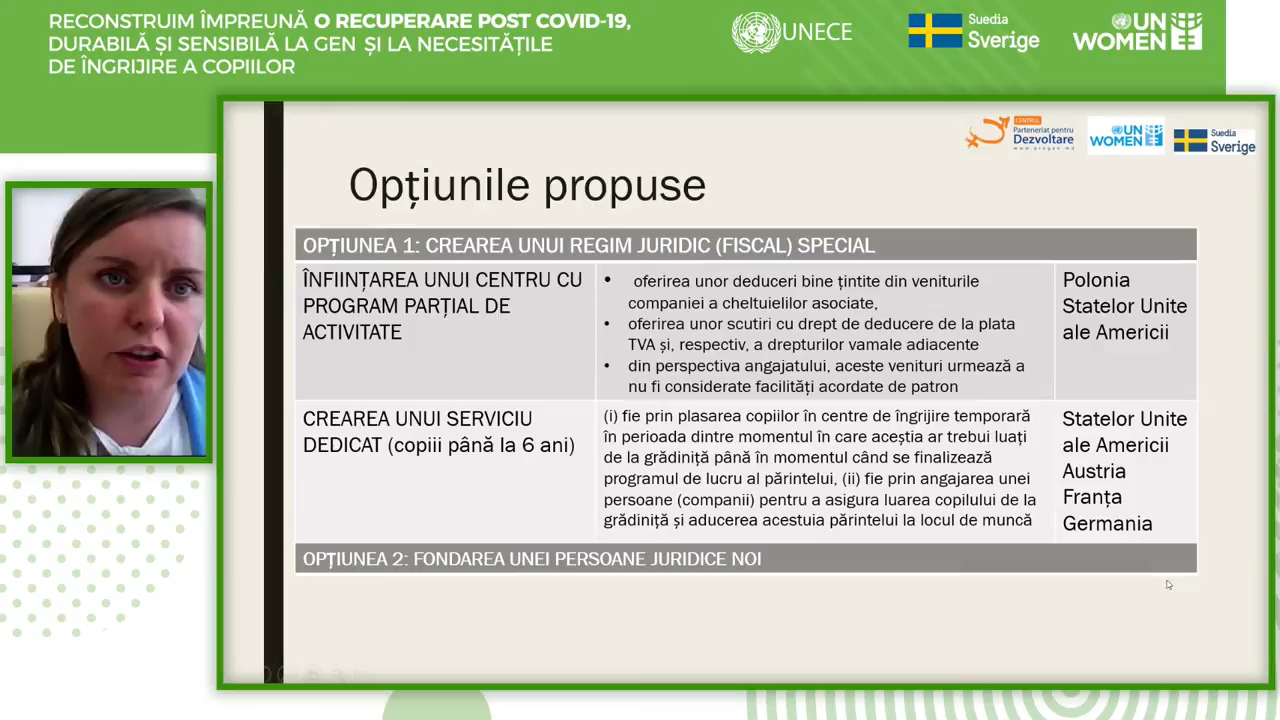 RECONSTRUIM ÎMPREUNĂ O RECUPERARE POST COVID-19,
DURABILĂ ȘI SENSIBILĂ LA GEN ȘI LA NECESITĂȚILE
DE ÎNGRIJIRE A COPIILOR
UNECE
Suedia
Sverige
UN
WOMEN
CENTRUL
Parteneriat pentru
Dezvoltare
www.progen.md
UN
WOMEN
Suedia
Sverige
Opțiunile propuse
OPȚIUNEA 1: CREAREA UNUI REGIM JURIDIC (FISCAL) SPECIAL
ÎNFIINȚAREA UNUI CENTRU CU
PROGRAM PARȚIAL DE
ACTIVITATE
• oferirea unor deduceri bine țintite din veniturile
companiei a cheltuielilor asociate,
• oferirea unor scutiri cu drept de deducere de la plata
TVA și, respectiv, a drepturilor vamale adiacente
• din perspectiva angajatului, aceste venituri urmează a
nu fi considerate facilități acordate de patron
Polonia
Statelor Unite
ale Americii
CREAREA UNUI SERVICIU
DEDICAT (copiii până la 6 ani)
(i) fie prin plasarea copiilor în centre de îngrijire temporară
în perioada dintre momentul în care aceștia ar trebui luați
de la grădiniță până în momentul când se finalizează
programul de lucru al părintelui, (ii) fie prin angajarea unei
persoane (companii) pentru a asigura luarea copilului de la
grădiniță și aducerea acestuia părintelui la locul de muncă
Statelor Unite
ale Americii
Austria
Franța
Germania
OPȚIUNEA 2: FONDAREA UNEI PERSOANE JURIDICE NOI